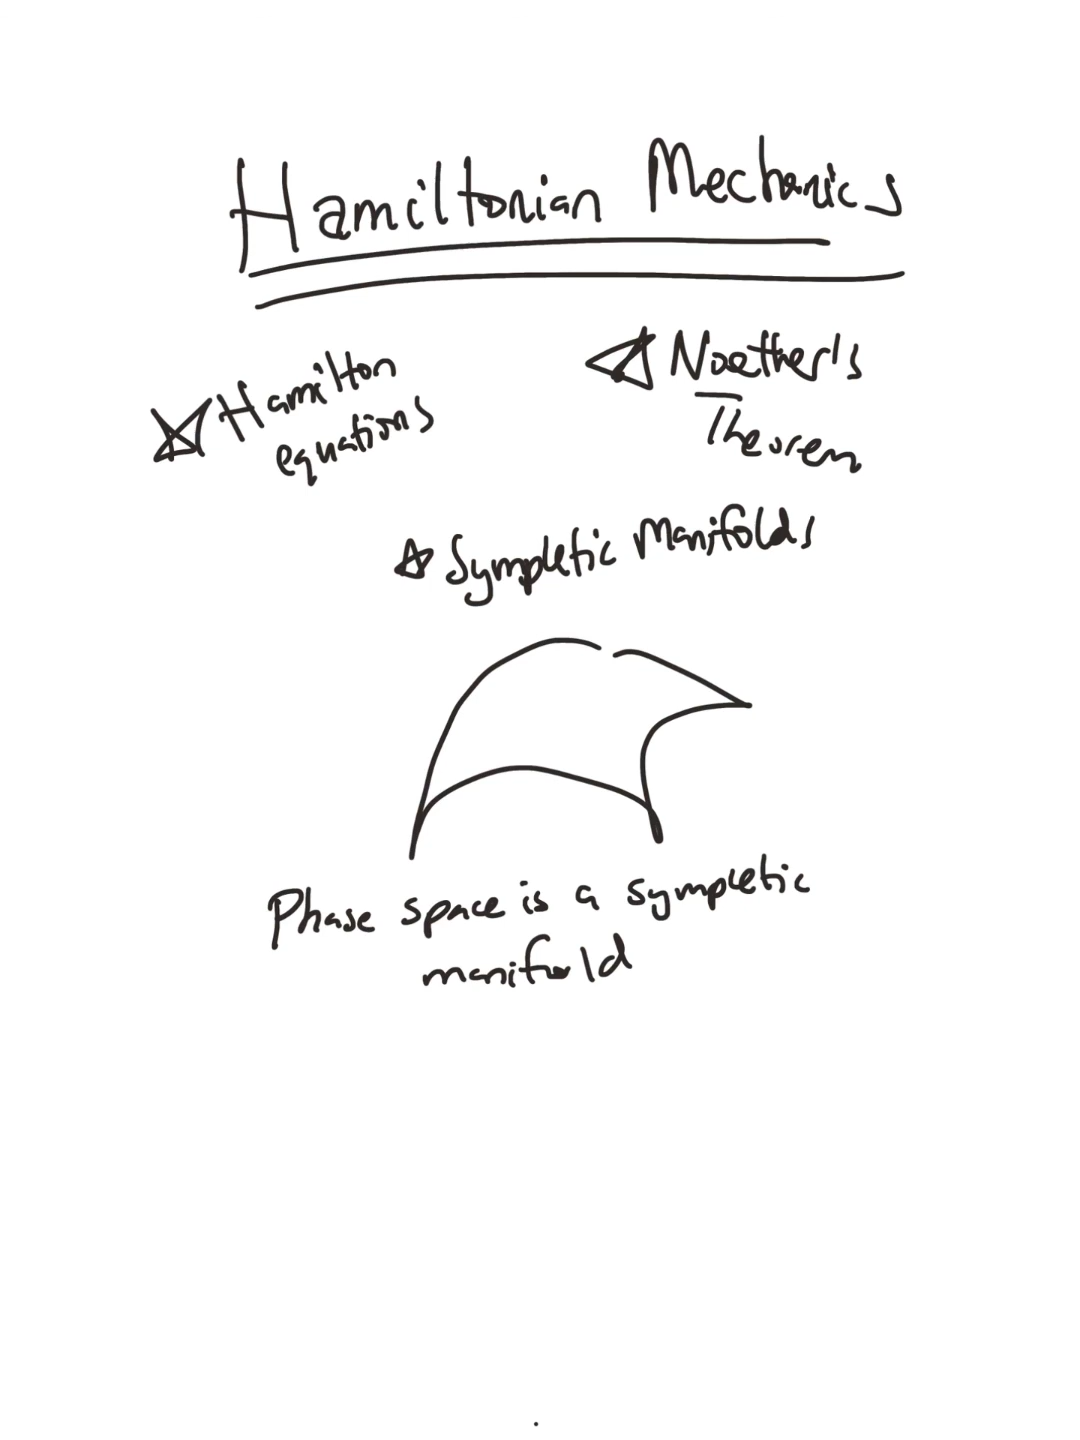 Hamiltonian Mechanics
Hamilton
equations
Noether's
Theorem
Sympletic Manifolds
Phase space is a sympletic
manifold